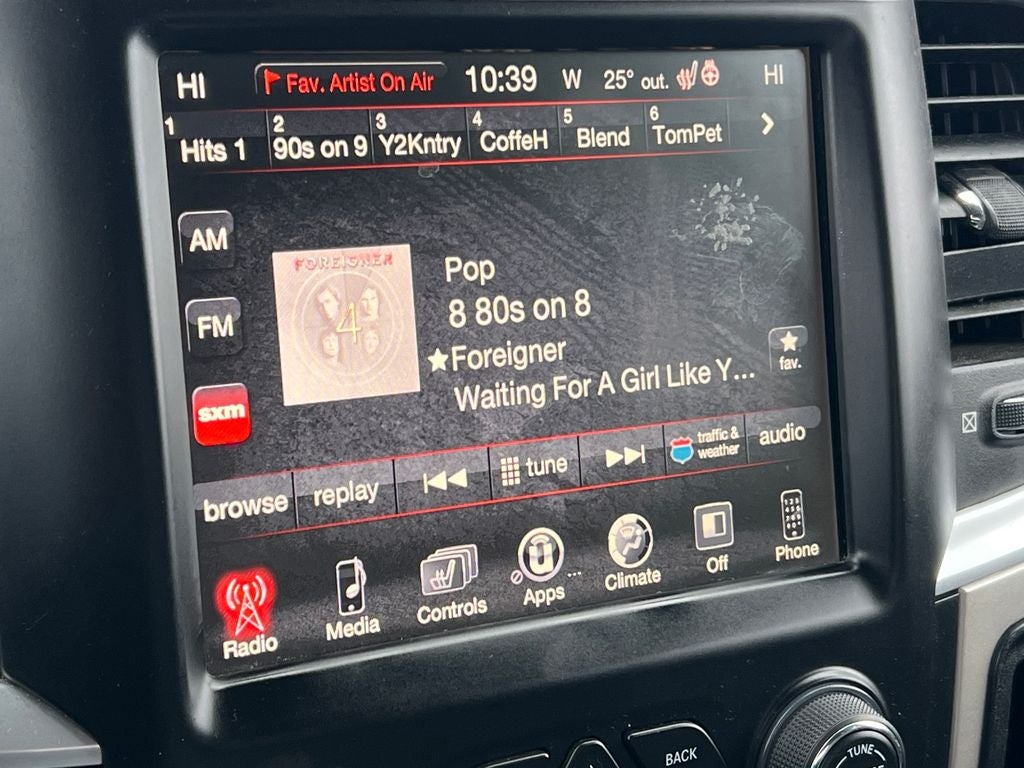 HI
Fav. Artist On Air
10:39
W
25° out.
HI
1
Hits 1
2
90s on 9
3
Y2Kntry
4
CoffeH
5
Blend
6
TomPet
AM
FM
sxm
FOREIGNER
4
Pop
8 80s on 8
Foreigner
Waiting For A Girl Like Y...
fav.
browse
replay
tune
traffic &
weather
audio
Radio
Media
Controls
Apps
...
Climate
Off
Phone
BACK
TUNE